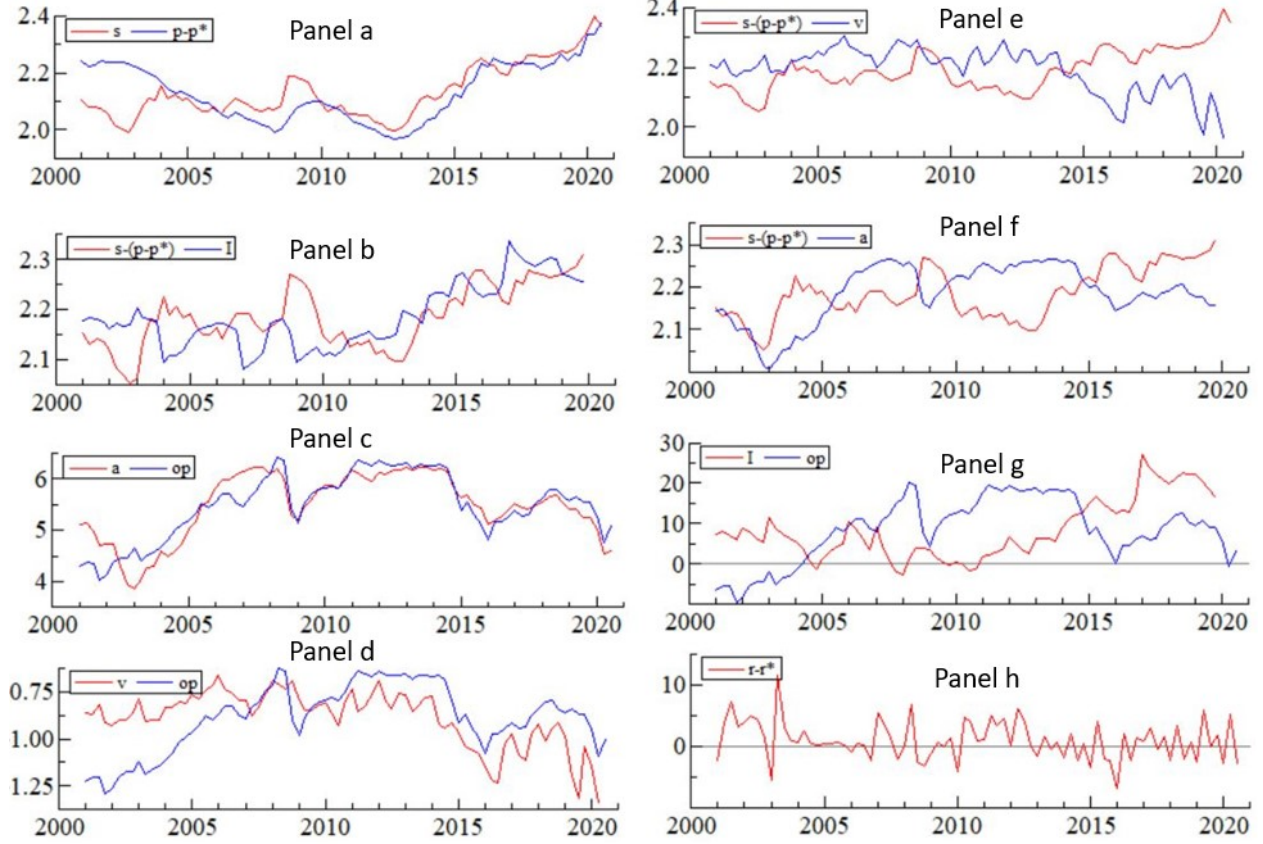 Panel a
s p-p*
2.4
2.2
2.0
2000 2005 2010 2015 2020
Panel e
s-(p-p*) v
2.4
2.2
2.0
2000 2005 2010 2015 2020
Panel b
s-(p-p*) I
2.3
2.2
2.1
2000 2005 2010 2015 2020
Panel f
s-(p-p*) a
2.3
2.2
2.1
2000 2005 2010 2015 2020
Panel c
a op
6
5
4
2000 2005 2010 2015 2020
Panel g
I op
30
20
10
0
2000 2005 2010 2015 2020
Panel d
v op
0.75
1.00
1.25
2000 2005 2010 2015 2020
Panel h
r-r*
10
0
2000 2005 2010 2015 2020